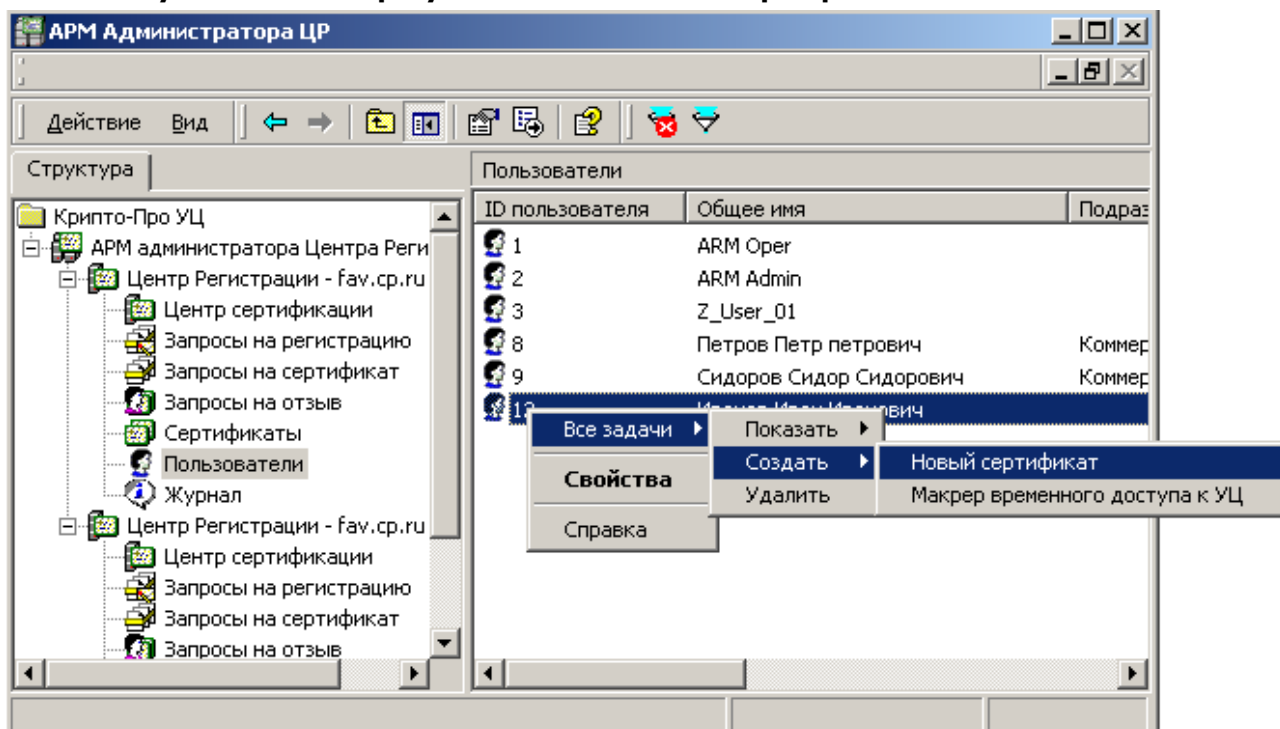 АРМ Администратора ЦР
Действие Вид
Структура
Пользователи
Крипто-Про УЦ
АРМ администратора Центра Реги
Центр Регистрации - fav.cp.ru
Центр сертификации
Запросы на регистрацию
Запросы на сертификат
Запросы на отзыв
Сертификаты
Пользователи
Журнал
Центр Регистрации - fav.cp.ru
Центр сертификации
Запросы на регистрацию
Запросы на сертификат
Запросы на отзыв
ID пользователя Общее имя Подраз
1 ARM Oper
2 ARM Admin
3 Z_User_01
8 Петров Петр петрович Коммер
9 Сидоров Сидор Сидорович Коммер
Все задачи
Свойства
Справка
Показать
Создать
Удалить
Новый сертификат
Макрер временного доступа к УЦ